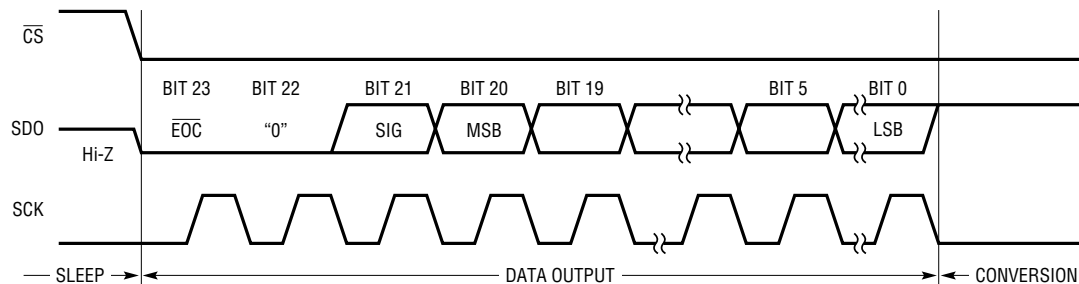 CS
BIT 23 BIT 22 BIT 21 BIT 20 BIT 19 BIT 5 BIT 0
SDO EOC “0” SIG MSB LSB
Hi-Z
SCK
SLEEP DATA OUTPUT CONVERSION